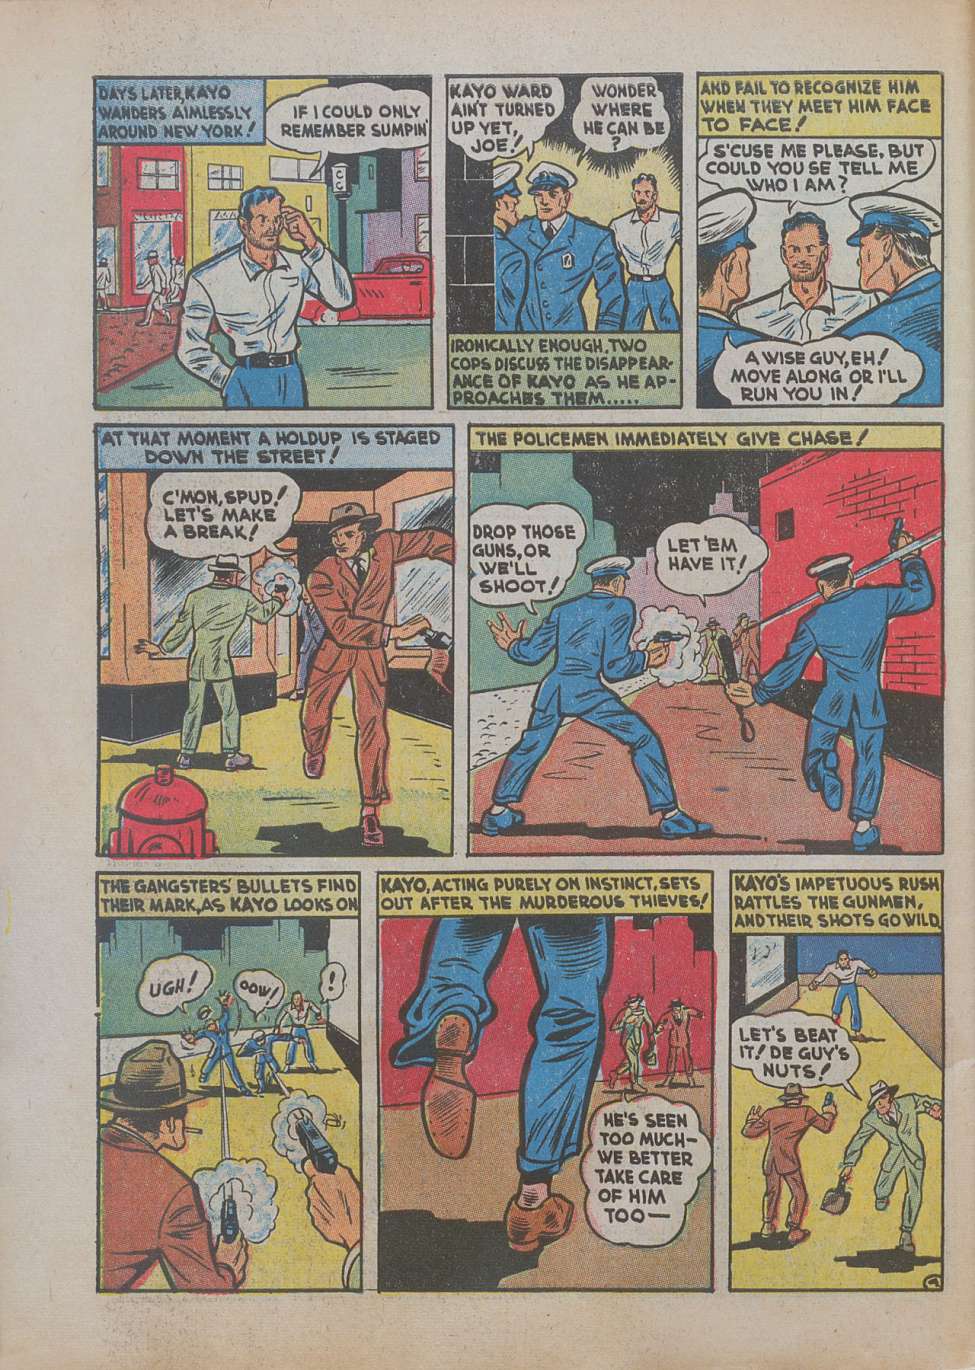 DAYS LATER, KAYO
WANDERS AIMLESSLY
AROUND NEW YORK!
IF I COULD ONLY
REMEMBER SUMPIN'
KAYO WARD
AIN'T TURNED
UP YET,
JOE!
WONDER
WHERE
HE CAN BE
?
IRONICALLY ENOUGH, TWO
COPS DISCUSS THE DISAPPEAR-
ANCE OF KAYO AS HE AP-
PROACHES THEM.....
AND FAIL TO RECOGNIZE HIM
WHEN THEY MEET HIM FACE
TO FACE!
S'CUSE ME PLEASE, BUT
COULD YOUSE TELL ME
WHO I AM?
A WISE GUY, EH!
MOVE ALONG OR I'LL
RUN YOU IN!
AT THAT MOMENT A HOLDUP IS STAGED
DOWN THE STREET!
C'MON, SPUD!
LET'S MAKE
A BREAK!
THE POLICEMEN IMMEDIATELY GIVE CHASE!
DROP THOSE
GUNS, OR
WE'LL
SHOOT!
LET 'EM
HAVE IT!
THE GANGSTERS' BULLETS FIND
THEIR MARK, AS KAYO LOOKS ON
UGH!
OOW!
!
KAYO, ACTING PURELY ON INSTINCT, SETS
OUT AFTER THE MURDEROUS THIEVES!
HE'S SEEN
TOO MUCH—
WE BETTER
TAKE CARE
OF HIM
TOO—
KAYO'S IMPETUOUS RUSH
RATTLES THE GUNMEN,
AND THEIR SHOTS GO WILD.
LET'S BEAT
IT! DE GUY'S
NUTS!